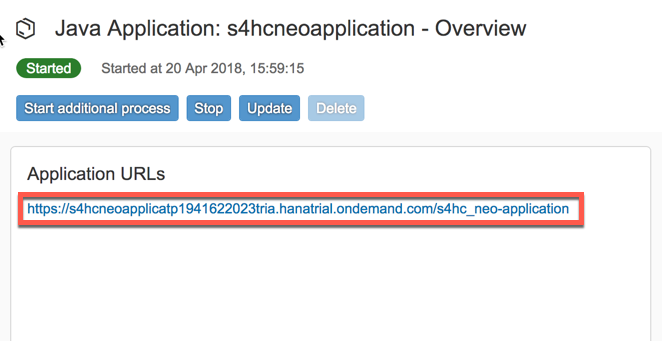 Java Application: s4hcneoapplication - Overview
Started Started at 20 Apr 2018, 15:59:15
Start additional process Stop Update Delete
Application URLs
https://s4hcneoapplicatp1941622023tria.hanatrial.ondemand.com/s4hc_neo-application